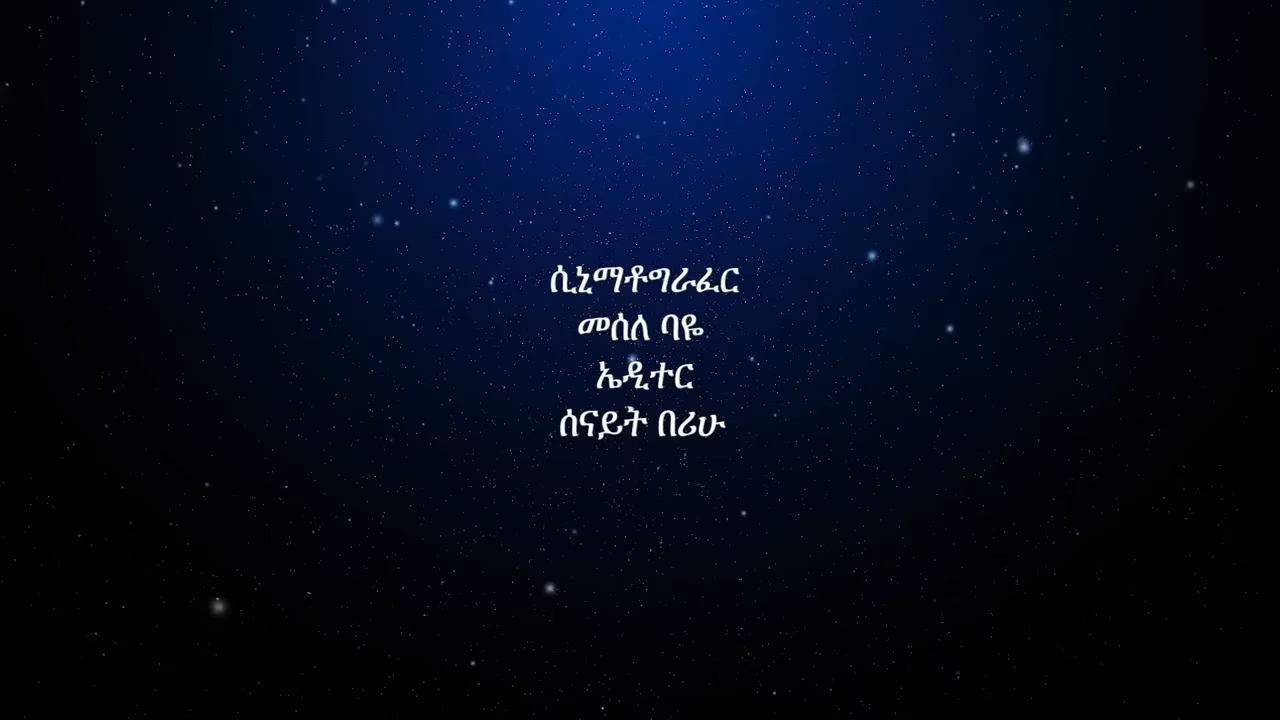 ሲኒማቶግራፈር
መሰለ ባዬ
ኤዲተር
ሰናይት በሪሁ